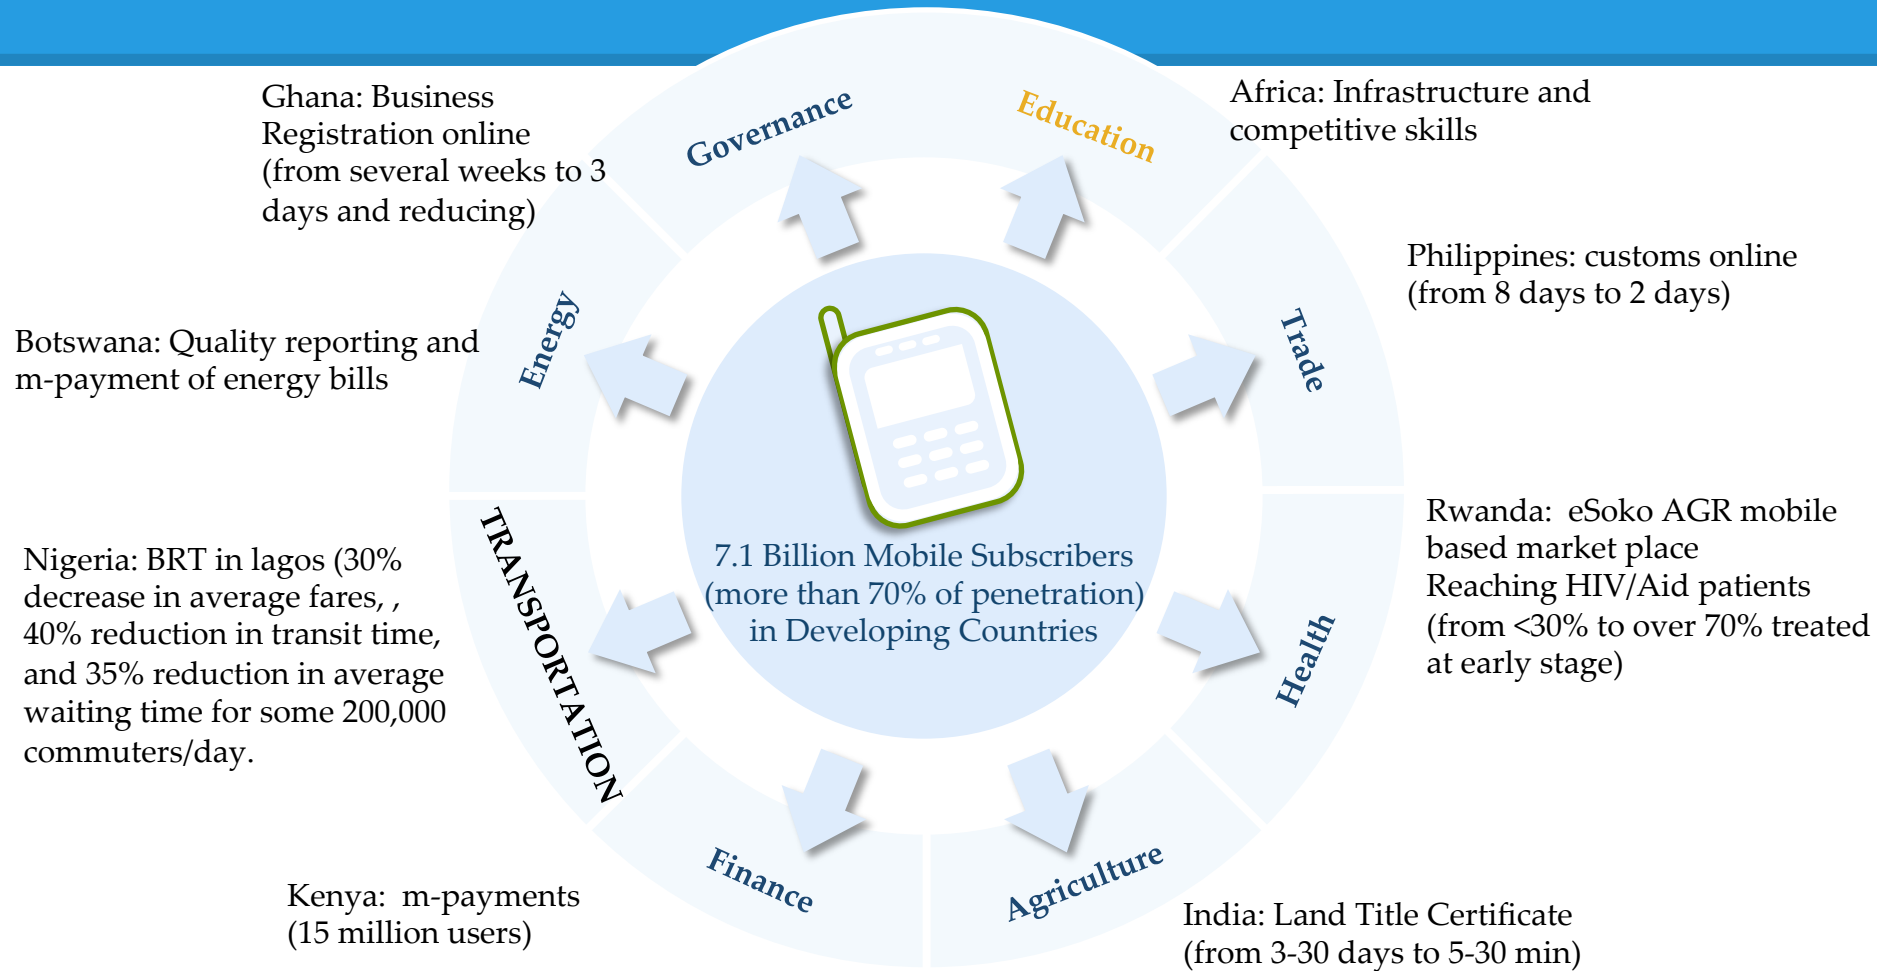 Governance
Education
Ghana: Business
Registration online
(from several weeks to 3
days and reducing)
Africa: Infrastructure and
competitive skills
Philippines: customs online
(from 8 days to 2 days)
Energy
Trade
Botswana: Quality reporting and
m-payment of energy bills
7.1 Billion Mobile Subscribers
(more than 70% of penetration)
in Developing Countries
TRANSPORTATION
Nigeria: BRT in lagos (30%
decrease in average fares, ,
40% reduction in transit time,
and 35% reduction in average
waiting time for some 200,000
commuters/day.
Health
Rwanda:  eSoko AGR mobile
based market place
Reaching HIV/Aid patients
(from <30% to over 70% treated
at early stage)
Finance
Agriculture
Kenya:  m-payments
(15 million users)
India: Land Title Certificate
(from 3-30 days to 5-30 min)